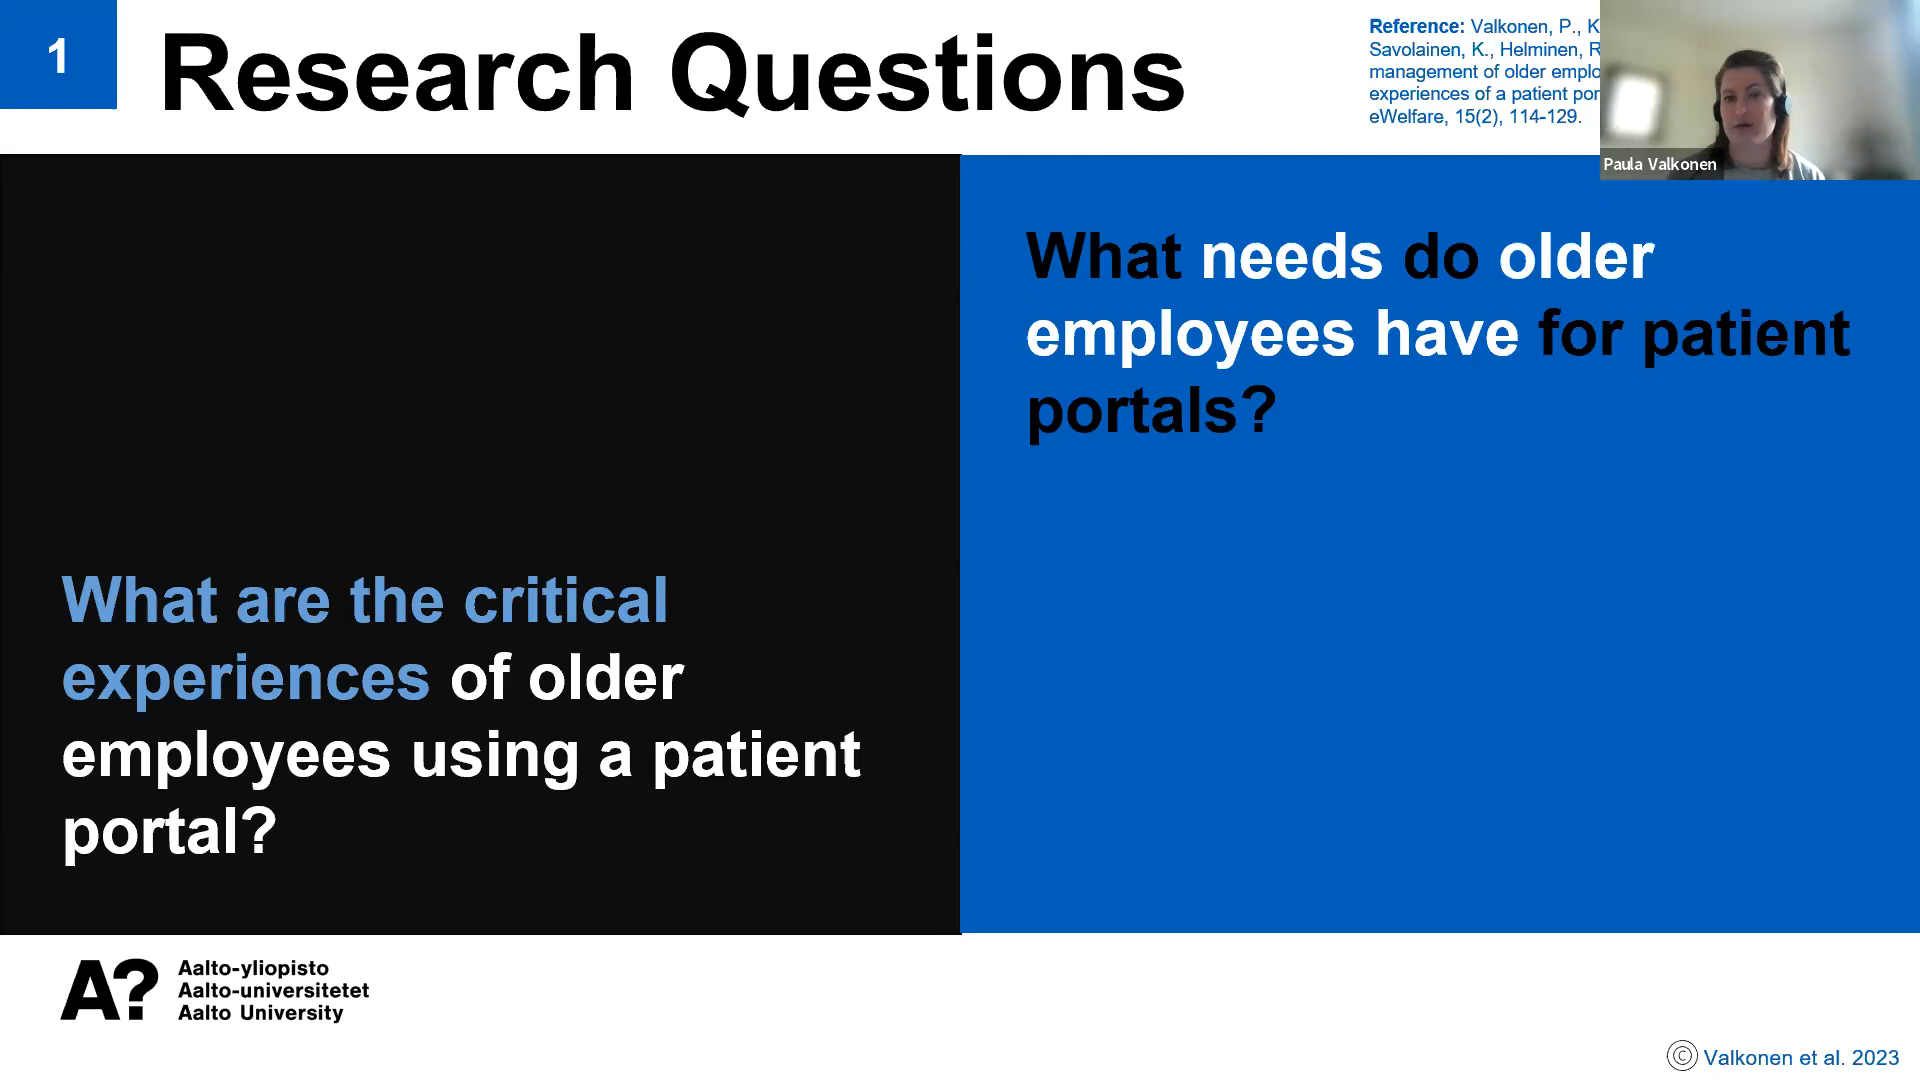 1
Research Questions
Reference: Valkonen, P., K
Savolainen, K., Helminen, R
management of older emplo
experiences of a patient por
eWelfare, 15(2), 114-129.
Paula Valkonen
What are the critical
experiences of older
employees using a patient
portal?
What needs do older
employees have for patient
portals?
A?
Aalto-yliopisto
Aalto-universitetet
Aalto University
© Valkonen et al. 2023